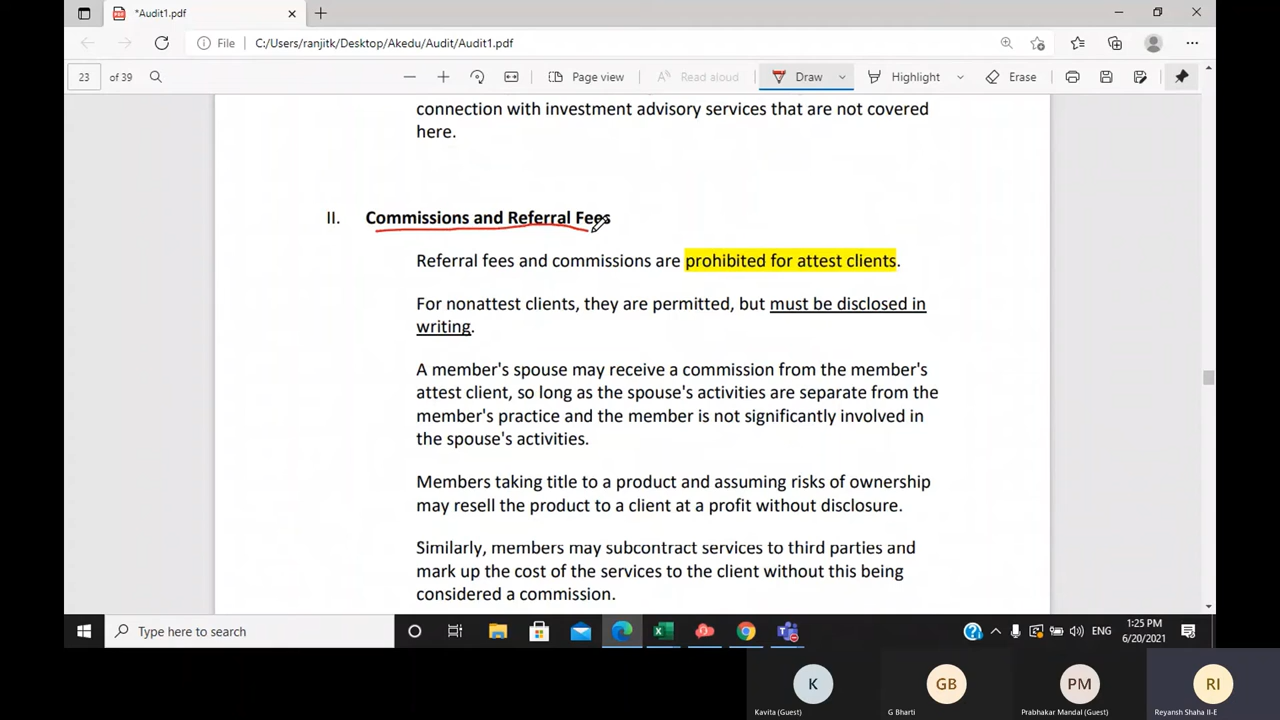 *Audit1.pdf
File
C:/Users/ranjitk/Desktop/Akedu/Audit/Audit1.pdf
23 of 39
Page view
Read aloud
Draw
Highlight
Erase
connection with investment advisory services that are not covered
here.
II. Commissions and Referral Fees
Referral fees and commissions are prohibited for attest clients.
For nonattest clients, they are permitted, but must be disclosed in
writing.
A member's spouse may receive a commission from the member's
attest client, so long as the spouse's activities are separate from the
member's practice and the member is not significantly involved in
the spouse's activities.
Members taking title to a product and assuming risks of ownership
may resell the product to a client at a profit without disclosure.
Similarly, members may subcontract services to third parties and
mark up the cost of the services to the client without this being
considered a commission.
Type here to search
ENG
1:25 PM
6/20/2021
K
GB
PM
RI
Kavita (Guest)
G Bharti
Prabhakar Mandal (Guest)
Reyansh Shaha II-E